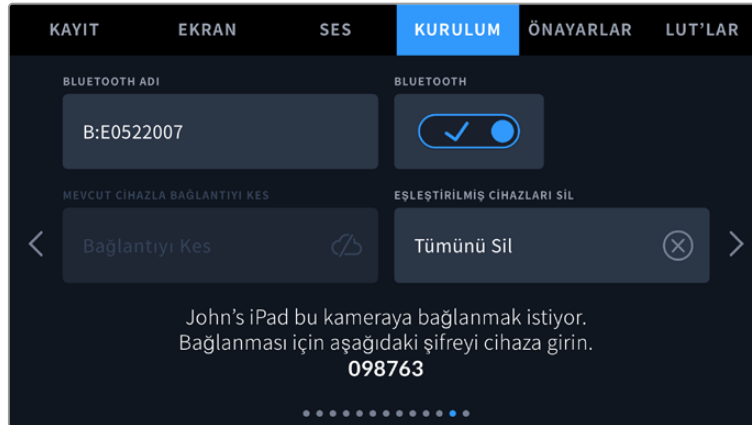 KAYIT EKRAN SES KURULUM ÖNAYARLAR LUT'LAR
BLUETOOTH ADI BLUETOOTH
B:E0522007
MEVCUT CİHAZLA BAĞLANTIYI KES EŞLEŞTİRİLMİŞ CİHAZLARI SİL
Bağlantıyı Kes Tümünü Sil
John's iPad bu kameraya bağlanmak istiyor.
Bağlanması için aşağıdaki şifreyi cihaza girin.
098763